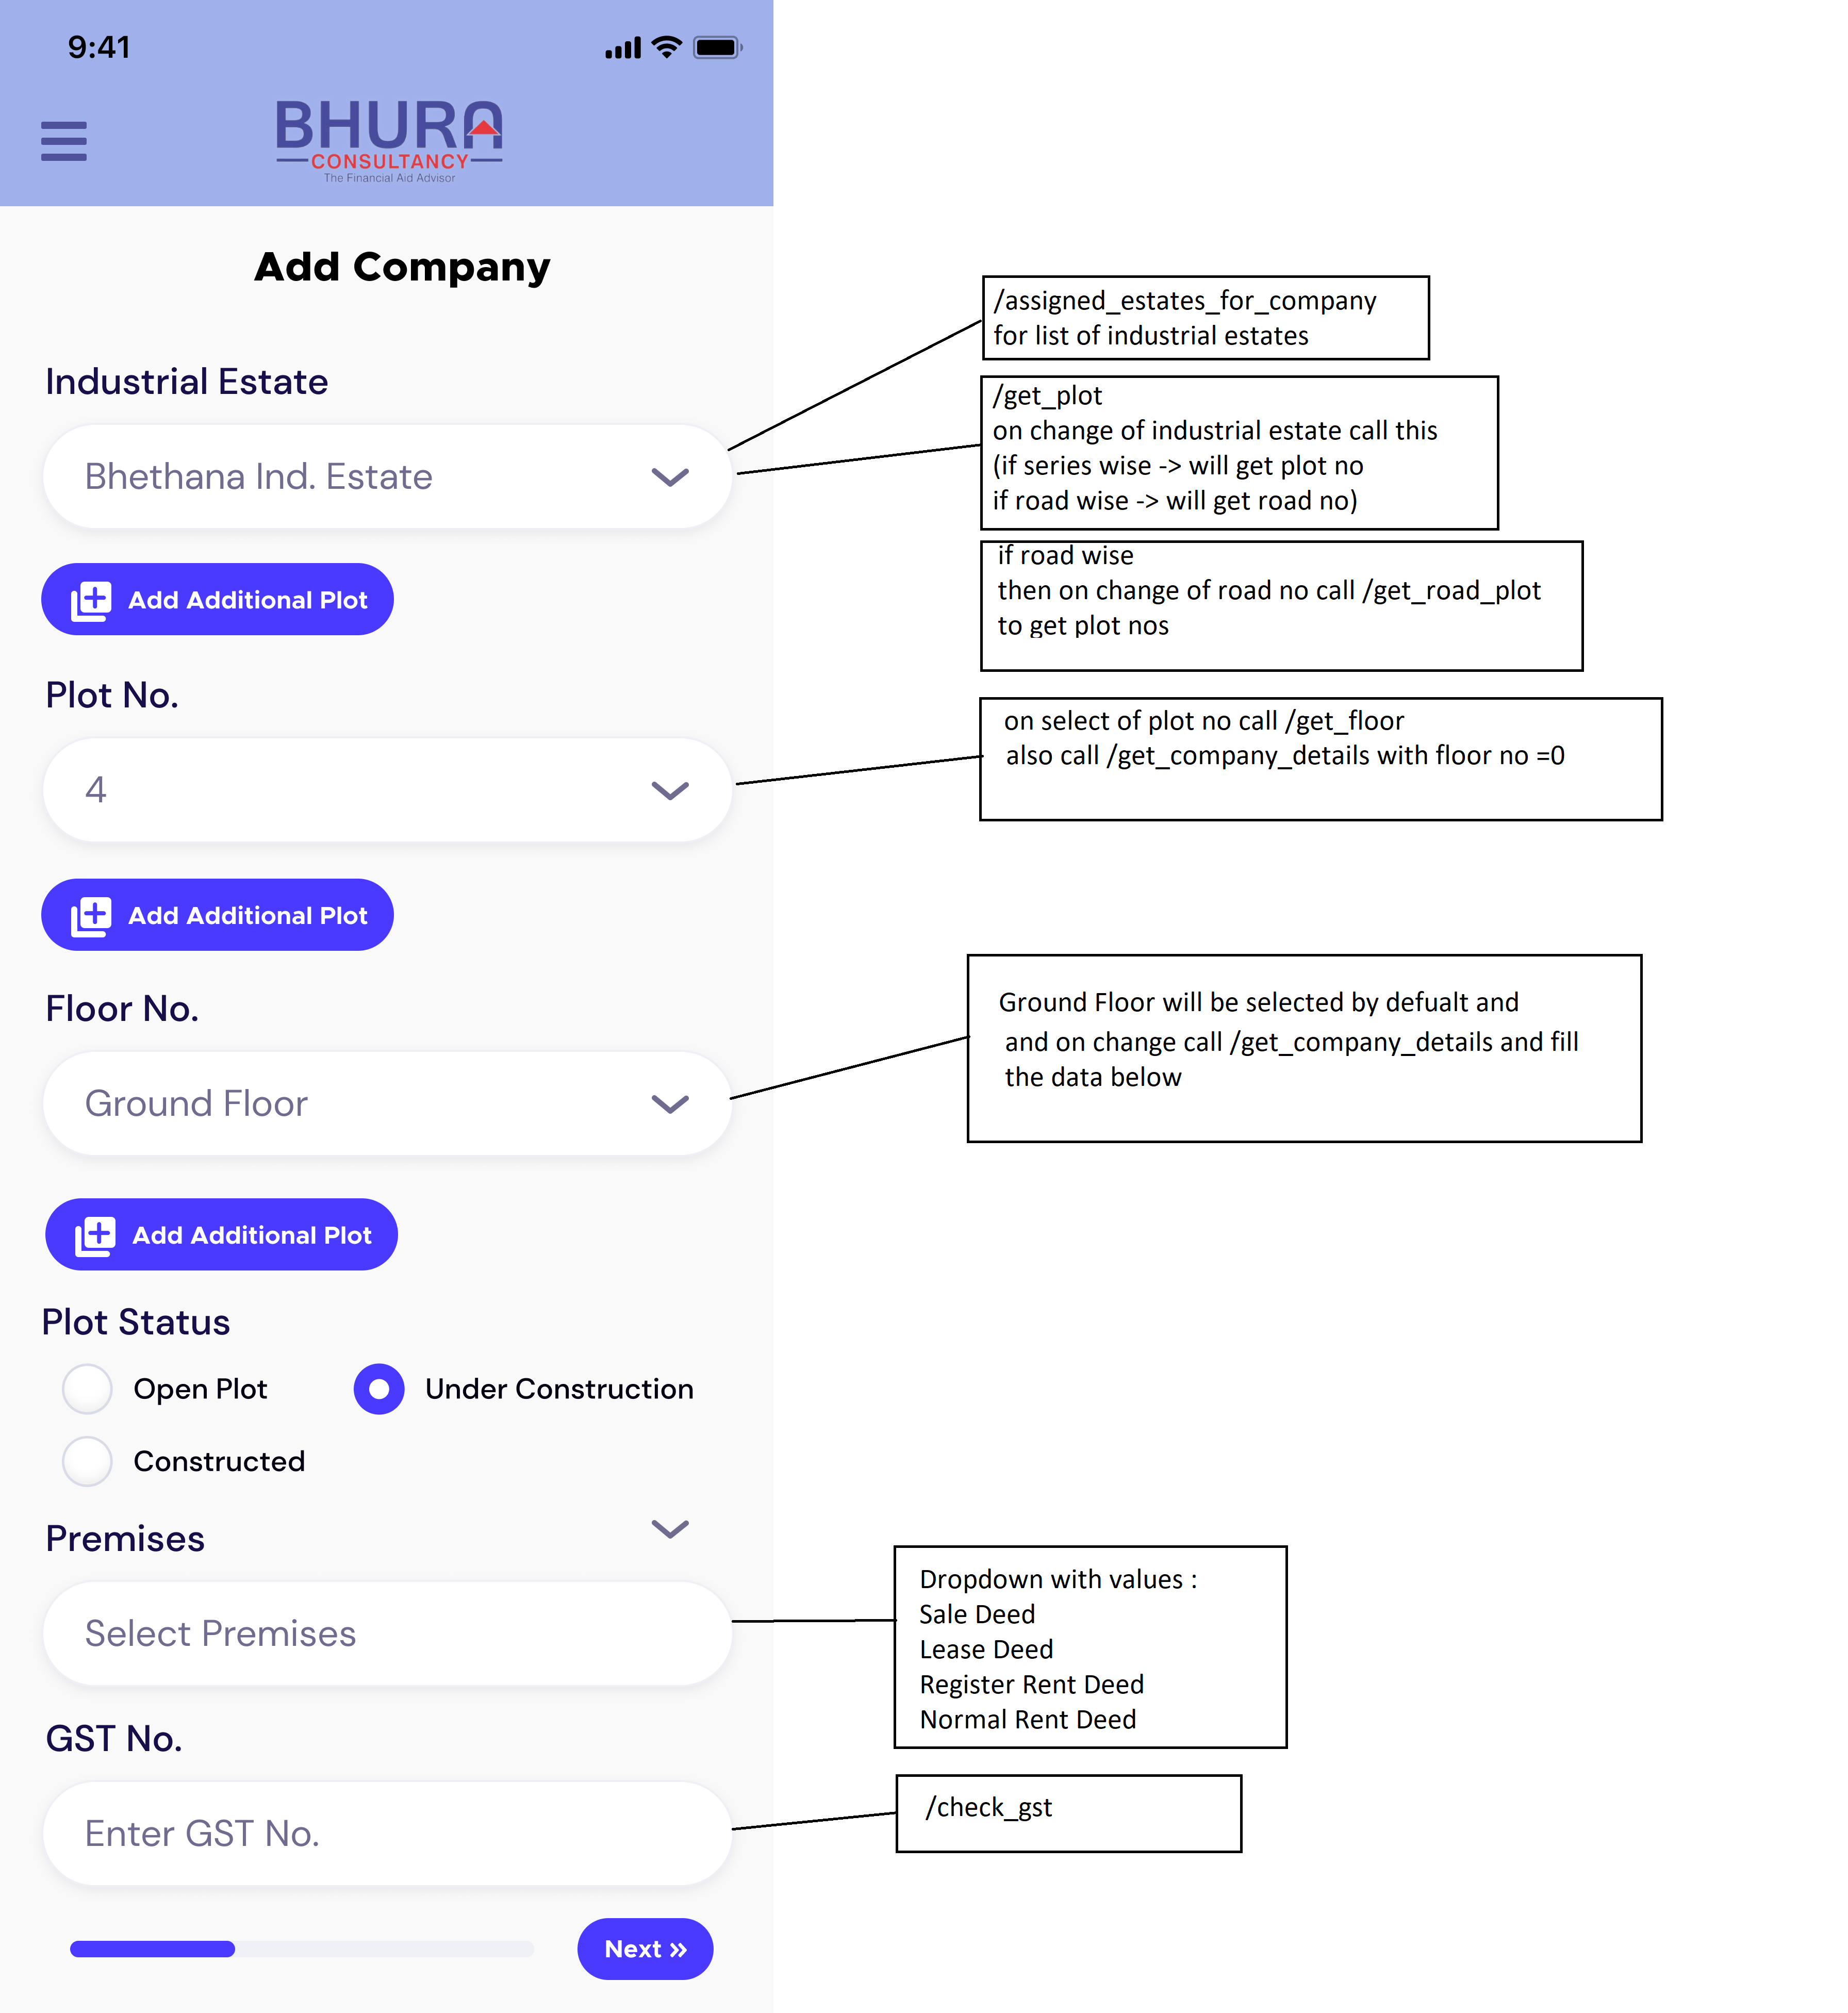 9:41
BHURA
CONSULTANCY
The Financial Aid Advisor
Add Company
/assigned_estates_for_company
for list of industrial estates
Industrial Estate
/get_plot
on change of industrial estate call this
(if series wise -> will get plot no
if road wise -> will get road no)
Bhethana Ind. Estate
if road wise
then on change of road no call /get_road_plot
to get plot nos
Add Additional Plot
Plot No.
on select of plot no call /get_floor
also call /get_company_details with floor no =0
4
Add Additional Plot
Floor No.
Ground Floor will be selected by defualt and
and on change call /get_company_details and fill
the data below
Ground Floor
Add Additional Plot
Plot Status
Open Plot
Under Construction
Constructed
Premises
Dropdown with values :
Sale Deed
Lease Deed
Register Rent Deed
Normal Rent Deed
Select Premises
GST No.
/check_gst
Enter GST No.
Next »